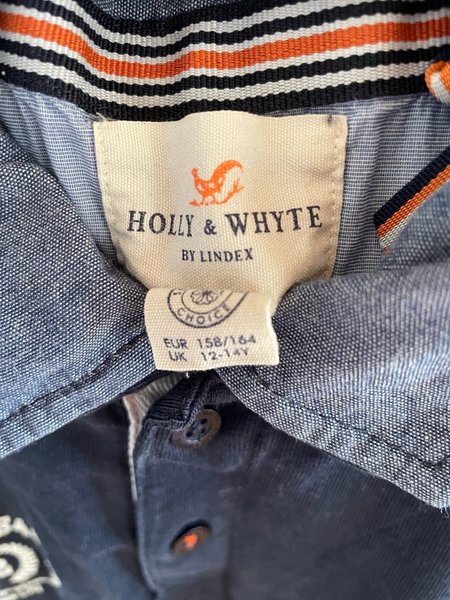 HOLLY & WHYTE
BY LINDEX
CHOICE
EUR 158/164
UK 12-14Y